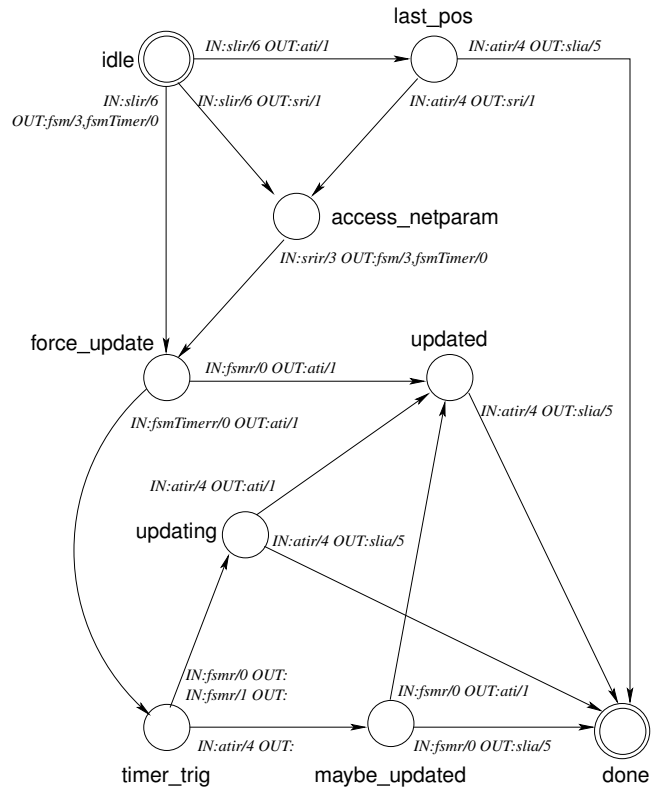 last_pos
idle
IN:slir/6 OUT:ati/1
IN:atir/4 OUT:slia/5
IN:slir/6
OUT:fsm/3,fsmTimer/0
IN:slir/6 OUT:sri/1
IN:atir/4 OUT:sri/1
access_netparam
IN:srir/3 OUT:fsm/3,fsmTimer/0
force_update
updated
IN:fsmr/0 OUT:ati/1
IN:fsmTimerr/0 OUT:ati/1
IN:atir/4 OUT:slia/5
IN:atir/4 OUT:ati/1
updating
IN:atir/4 OUT:slia/5
IN:fsmr/0 OUT:
IN:fsmr/1 OUT:
IN:fsmr/0 OUT:ati/1
IN:atir/4 OUT:
IN:fsmr/0 OUT:slia/5
timer_trig
maybe_updated
done